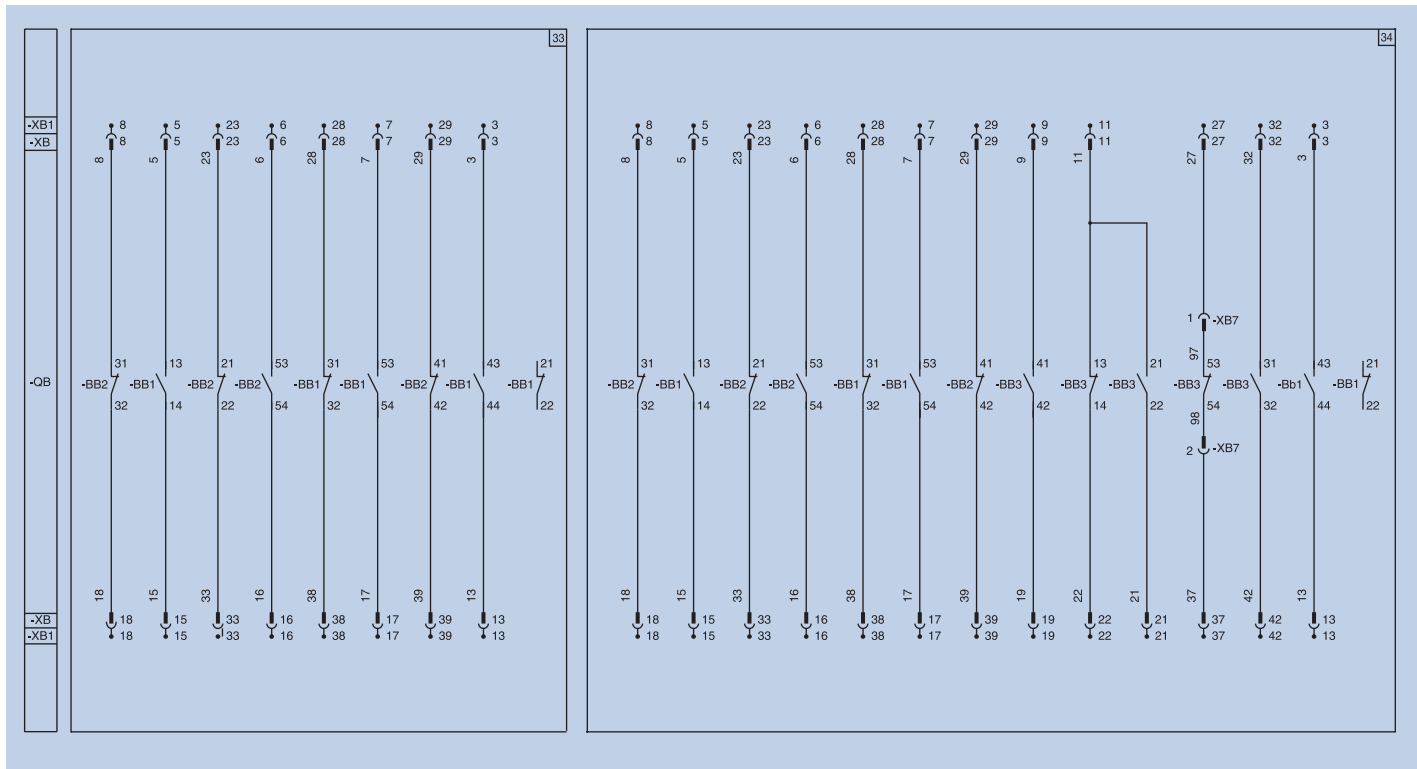 33 34
-XB1 8 5 23 6 28 7 29 3 8 5 23 6 28 7 29 9 11 27 32 3
-XB 8 5 23 6 28 7 29 3 8 5 23 6 28 7 29 9 11 27 32 3
8 5 23 6 28 7 29 3 8 5 23 6 28 7 29 9 11 27 32 3
1 -XB7
97
31 13 21 53 31 53 41 43 21 31 13 21 53 31 53 41 41 13 21 53 31 43 21
-QB -BB2 -BB1 -BB2 -BB2 -BB1 -BB1 -BB2 -BB1 -BB1 -BB2 -BB1 -BB2 -BB2 -BB1 -BB1 -BB2 -BB3 -BB3 -BB3 -BB3 -BB3 -Bb1 -BB1
32 14 22 54 32 54 42 44 22 32 14 22 54 32 54 42 42 14 22 54 32 44 22
98
2 -XB7
18 15 33 16 38 17 39 13 18 15 33 16 38 17 39 19 22 21 37 42 13
-XB 18 15 33 16 38 17 39 13 18 15 33 16 38 17 39 19 22 21 37 42 13
-XB1 18 15 33 16 38 17 39 13 18 15 33 16 38 17 39 19 22 21 37 42 13